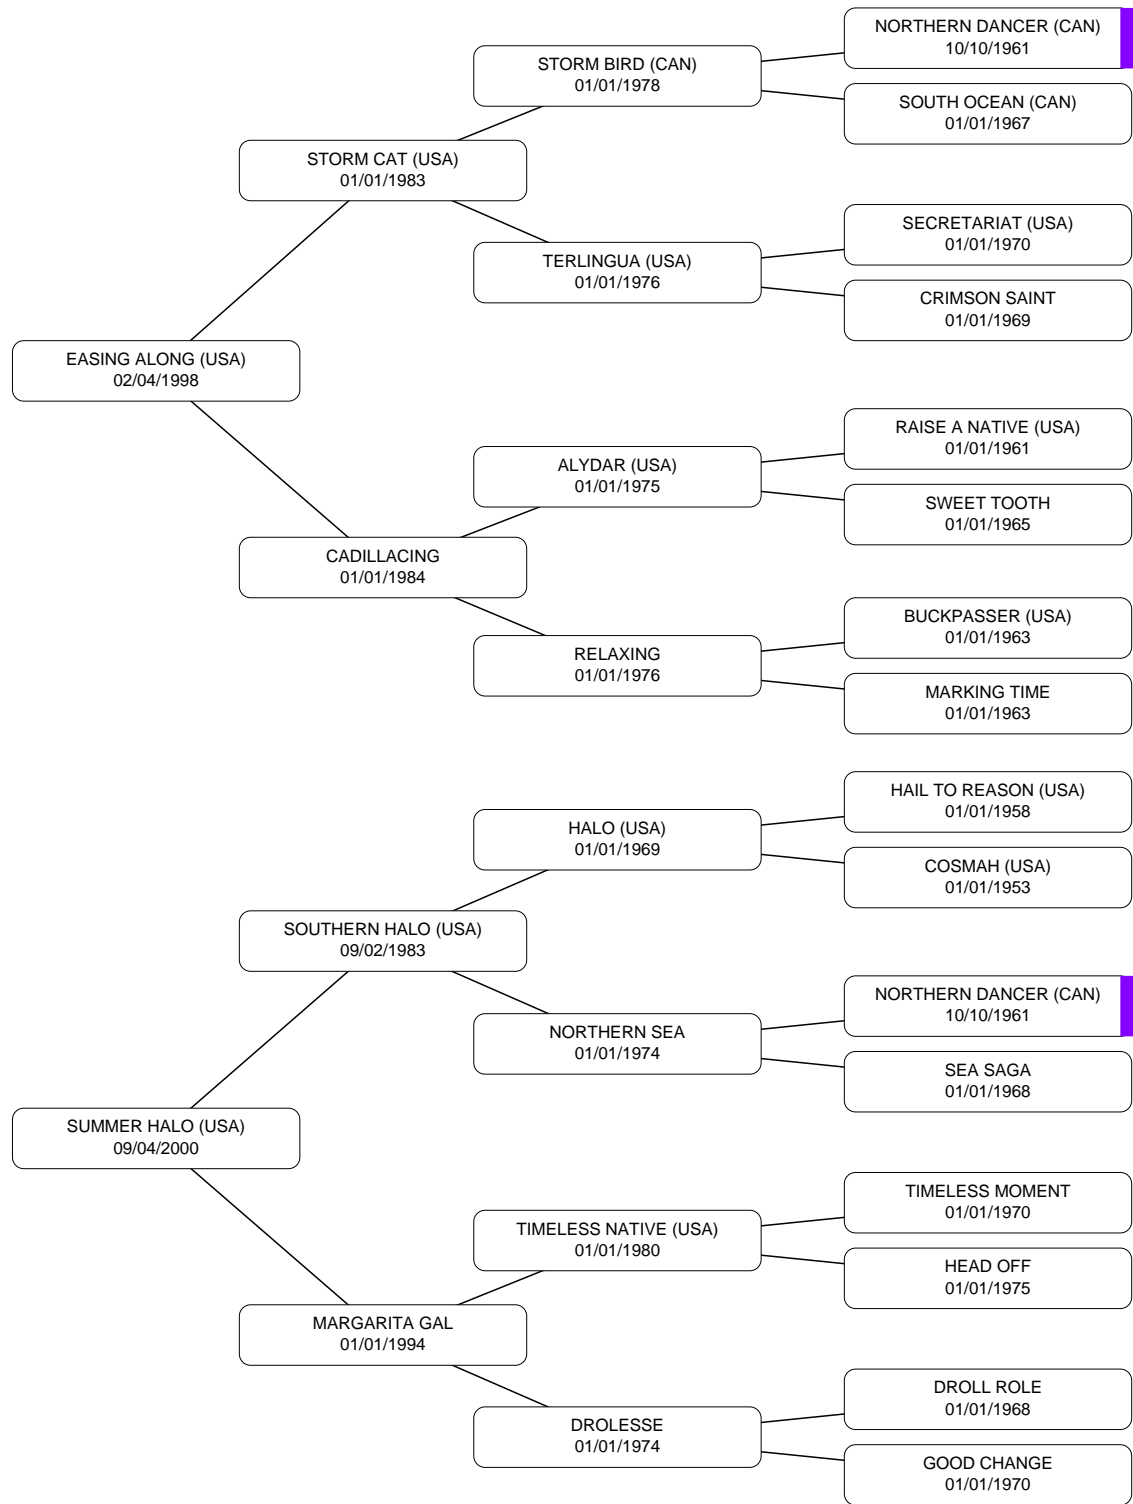 NORTHERN DANCER (CAN)
10/10/1961
STORM BIRD (CAN)
01/01/1978
SOUTH OCEAN (CAN)
01/01/1967
STORM CAT (USA)
01/01/1983
SECRETARIAT (USA)
01/01/1970
TERLINGUA (USA)
01/01/1976
CRIMSON SAINT
01/01/1969
EASING ALONG (USA)
02/04/1998
RAISE A NATIVE (USA)
01/01/1961
ALYDAR (USA)
01/01/1975
SWEET TOOTH
01/01/1965
CADILLACING
01/01/1984
BUCKPASSER (USA)
01/01/1963
RELAXING
01/01/1976
MARKING TIME
01/01/1963
HAIL TO REASON (USA)
01/01/1958
HALO (USA)
01/01/1969
COSMAH (USA)
01/01/1953
SOUTHERN HALO (USA)
09/02/1983
NORTHERN DANCER (CAN)
10/10/1961
NORTHERN SEA
01/01/1974
SEA SAGA
01/01/1968
SUMMER HALO (USA)
09/04/2000
TIMELESS MOMENT
01/01/1970
TIMELESS NATIVE (USA)
01/01/1980
HEAD OFF
01/01/1975
MARGARITA GAL
01/01/1994
DROLL ROLE
01/01/1968
DROLESSE
01/01/1974
GOOD CHANGE
01/01/1970